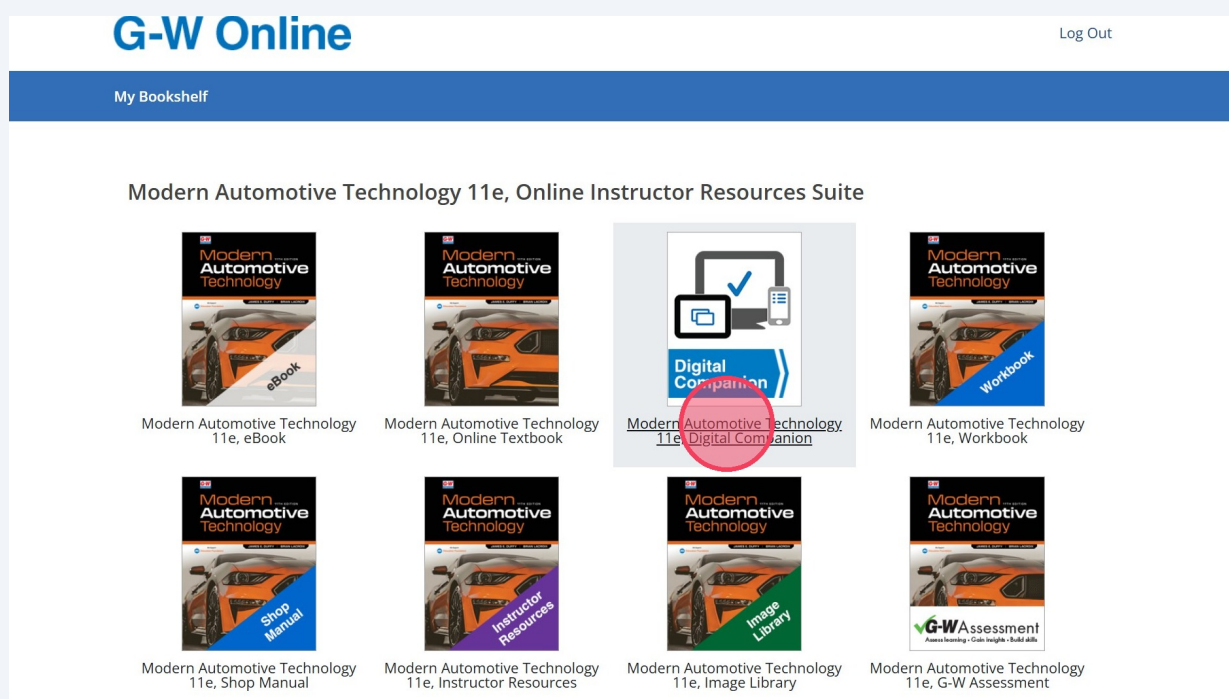 G-W Online
Log Out
My Bookshelf
Modern Automotive Technology 11e, Online Instructor Resources Suite
G-W
Modern
Automotive
Technology
eBook
G-W
Modern
Automotive
Technology
Digital
Companion
G-W
Modern
Automotive
Technology
Workbook
Modern Automotive Technology
11e, eBook
Modern Automotive Technology
11e, Online Textbook
Modern Automotive Technology
11e, Digital Companion
Modern Automotive Technology
11e, Workbook
G-W
Modern
Automotive
Technology
Shop
Manual
G-W
Modern
Automotive
Technology
Instructor
Resources
G-W
Modern
Automotive
Technology
Image
Library
G-W
Modern
Automotive
Technology
G-W Assessment
Assess learning • Gain insights • Build skills
Modern Automotive Technology
11e, Shop Manual
Modern Automotive Technology
11e, Instructor Resources
Modern Automotive Technology
11e, Image Library
Modern Automotive Technology
11e, G-W Assessment